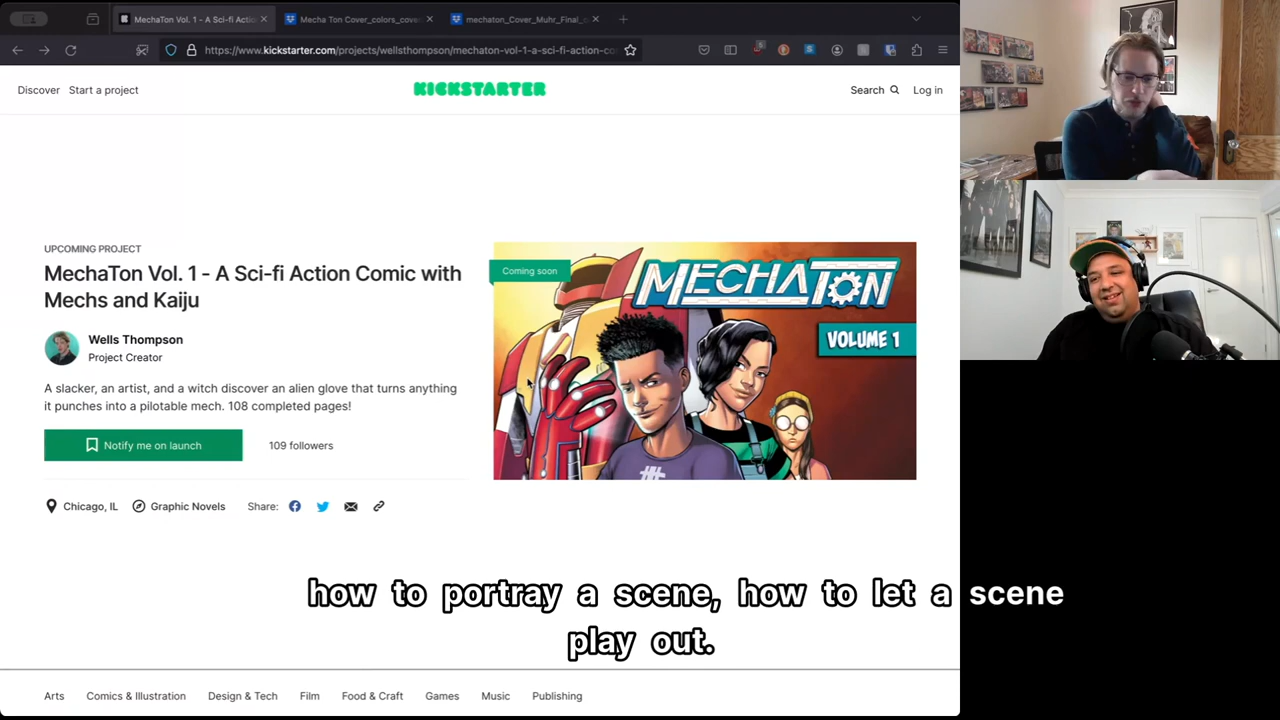 MechaTon Vol. 1 - A Sci-fi Actio
Mecha Ton Cover_colors_cove
mechaton_Cover_Muhr_Final_c
https://www.kickstarter.com/projects/wellsthompson/mechaton-vol-1-a-sci-fi-action-co
Discover Start a project
KICKSTARTER
Search Log in
UPCOMING PROJECT
MechaTon Vol. 1 - A Sci-fi Action Comic with
Mechs and Kaiju
Wells Thompson
Project Creator
A slacker, an artist, and a witch discover an alien glove that turns anything
it punches into a pilotable mech. 108 completed pages!
Notify me on launch 109 followers
Coming soon
MECHATON
VOLUME 1
Chicago, IL Graphic Novels Share:
how to portray a scene, how to let a scene
play out.
Arts Comics & Illustration Design & Tech Film Food & Craft Games Music Publishing